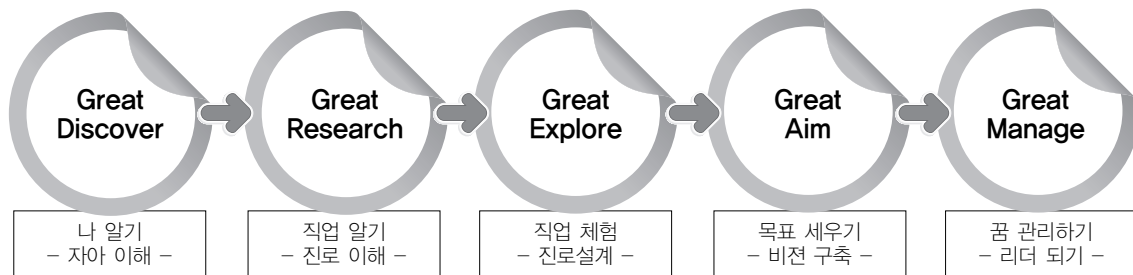 Great
Discover
Great
Research
Great
Explore
Great
Aim
Great
Manage
나 알기
– 자아 이해 –
직업 알기
– 진로 이해 –
직업 체험
– 진로설계 –
목표 세우기
– 비젼 구축 –
꿈 관리하기
– 리더 되기 –